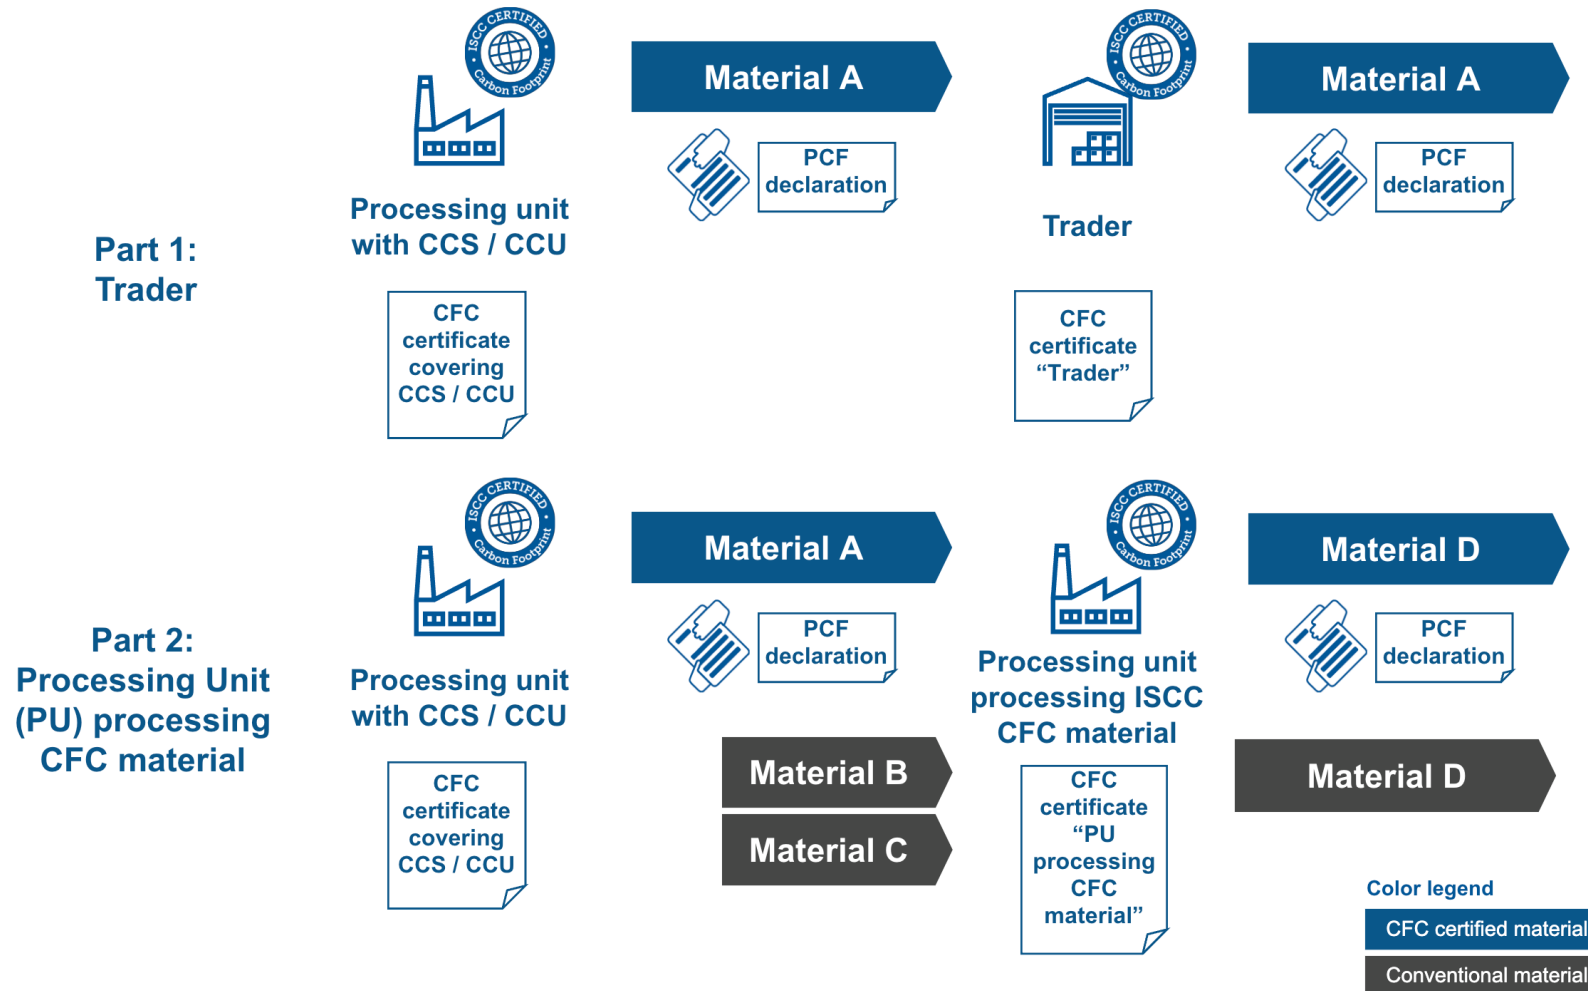 ISCC CERTIFIED
Carbon Footprint
Material A
PCF
declaration
ISCC CERTIFIED
Carbon Footprint
Material A
PCF
declaration
Part 1:
Trader
Processing unit
with CCS / CCU
Trader
CFC
certificate
covering
CCS / CCU
CFC
certificate
“Trader”
ISCC CERTIFIED
Carbon Footprint
Material A
PCF
declaration
ISCC CERTIFIED
Carbon Footprint
Material D
PCF
declaration
Part 2:
Processing Unit
(PU) processing
CFC material
Processing unit
with CCS / CCU
Processing unit
processing ISCC
CFC material
CFC
certificate
covering
CCS / CCU
Material B
Material C
CFC
certificate
“PU
processing
CFC
material”
Material D
Color legend
CFC certified material
Conventional material